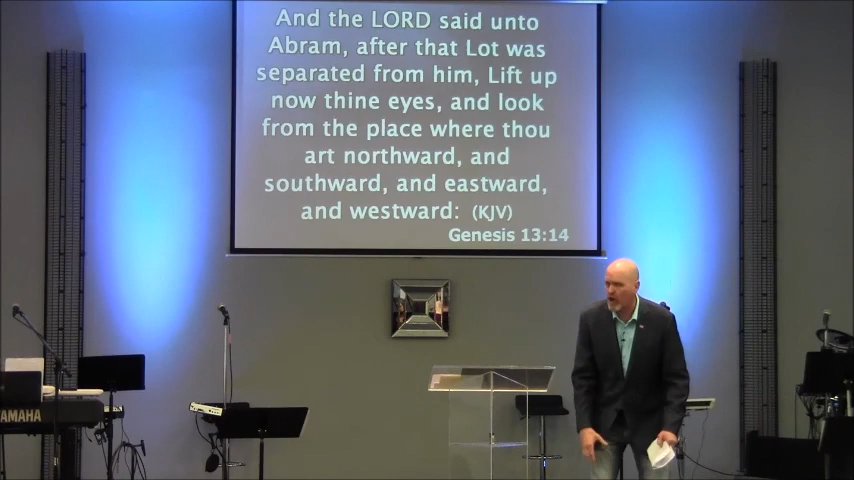 And the LORD said unto
Abram, after that Lot was
separated from him, Lift up
now thine eyes, and look
from the place where thou
art northward, and
southward, and eastward,
and westward: (KJV)
Genesis 13:14
YAMAHA